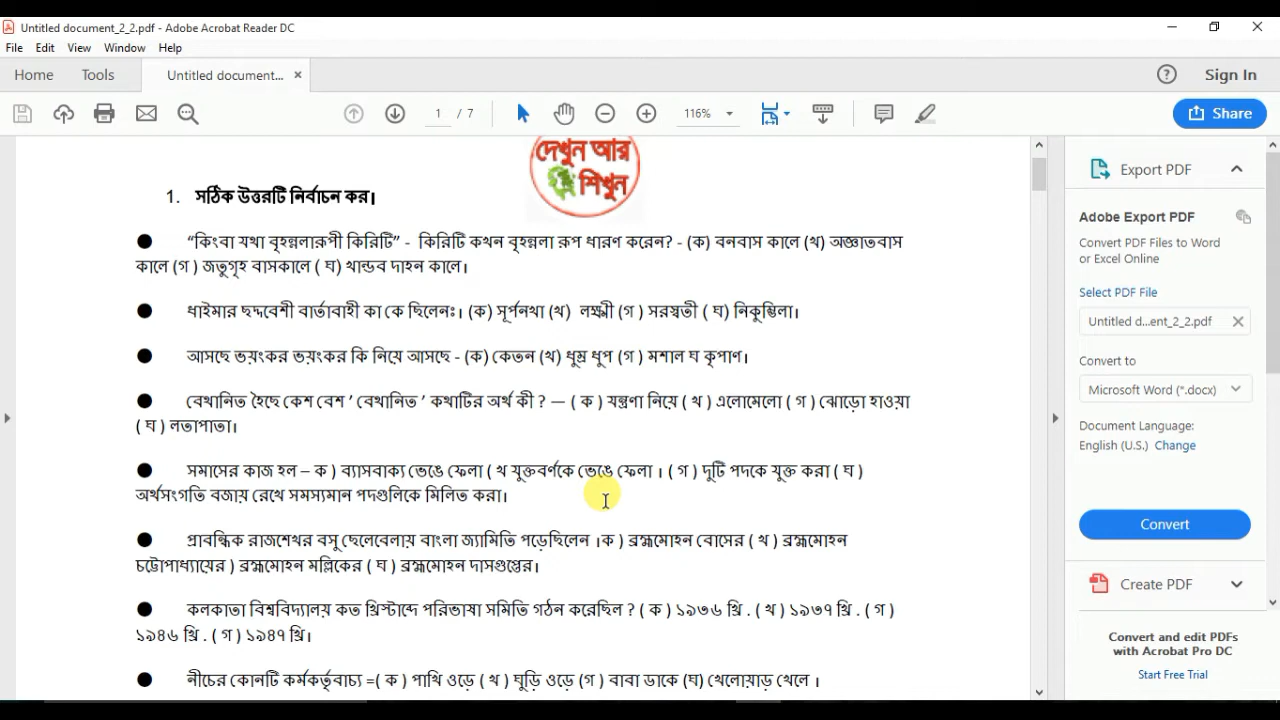 Untitled document_2_2.pdf - Adobe Acrobat Reader DC
File Edit View Window Help
Home Tools Untitled document... × Sign In
1 / 7 116% Share
দেখুন আর
শিখুন
1. সঠিক উত্তরটি নির্বাচন কর।
● “কিংবা যথা বৃহন্নলারূপী কিরিটি” - কিরিটি কখন বৃহন্নলা রূপ ধারণ করেন? - (ক) বনবাস কালে (খ) অজ্ঞাতবাস
কালে (গ ) জতুগৃহ বাসকালে ( ঘ) খান্ডব দাহন কালে।
● ধাইমার ছদ্দবেশী বার্তাবাহী কা কে ছিলেনঃ। (ক) সূর্পনখা (খ) লক্ষ্মী (গ ) সরস্বতী ( ঘ) নিকুম্ভিলা।
● আসছে ভয়ংকর ভয়ংকর কি নিয়ে আসছে - (ক) কেতন (খ) ধুম্র ধুপ (গ ) মশাল ঘ কৃপাণ।
● বেখানিত হৈছে কেশ বেশ ’ বেখানিত ’ কথাটির অর্থ কী ? — ( ক ) যন্ত্রণা নিয়ে ( খ ) এলোমেলো ( গ ) ঝোড়ো হাওয়া
( ঘ ) লতাপাতা।
● সমাসের কাজ হল – ক ) ব্যাসবাক্য ভেঙে ফেলা ( খ যুক্তবর্ণকে ভেঙে ফেলা । ( গ ) দুটি পদকে যুক্ত করা ( ঘ )
অর্থসংগতি বজায় রেখে সমস্যমান পদগুলিকে মিলিত করা।
● প্রাবন্ধিক রাজশেখর বসু ছেলেবেলায় বাংলা জ্যামিতি পড়েছিলেন ।ক ) ব্রহ্মমোহন বোসের ( খ ) ব্রহ্মমোহন
চট্টোপাধ্যায়ের ) ব্রহ্মমোহন মল্লিকের ( ঘ ) ব্রহ্মমোহন দাসগুপ্তের।
● কলকাতা বিশ্ববিদ্যালয় কত খ্রিস্টাব্দে পরিভাষা সমিতি গঠন করেছিল ? ( ক ) ১৯৩৬ খ্রি . ( খ ) ১৯৩৭ খ্রি . ( গ )
১৯৪৬ খ্রি . ( গ ) ১৯৪৭ খ্রি।
● নীচের কোনটি কর্মকর্তৃবাচ্য =( ক ) পাখি ওড়ে ( খ ) ঘুড়ি ওড়ে (গ ) বাবা ডাকে (ঘ) খেলোয়াড় খেলে ।
Export PDF
Adobe Export PDF
Convert PDF Files to Word
or Excel Online
Select PDF File
Untitled d...ent_2_2.pdf ×
Convert to
Microsoft Word (*.docx)
Document Language:
English (U.S.) Change
Convert
Create PDF
Convert and edit PDFs
with Acrobat Pro DC
Start Free Trial